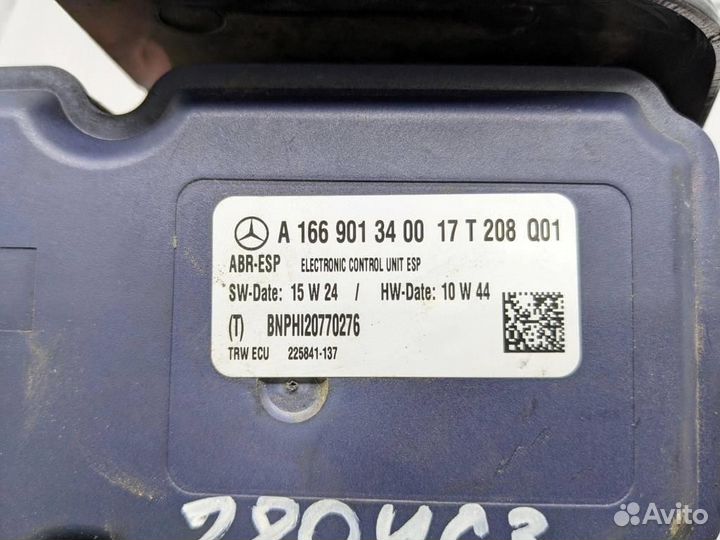 A 166 901 34 00 17 T 208 Q01
ABR-ESP ELECTRONIC CONTROL UNIT ESP
SW-Date: 15 W 24 / HW-Date: 10 W 44
(T) BNPHI20770276
TRW ECU 225841-137
Avito